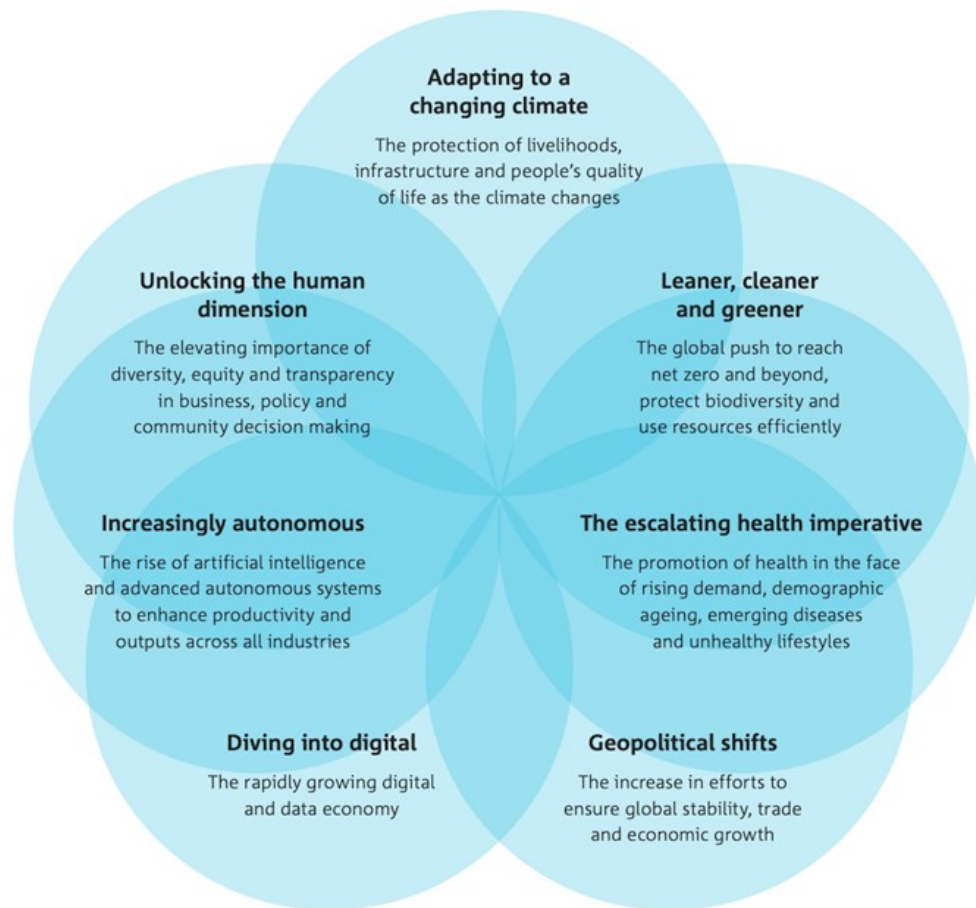 Adapting to a
changing climate
The protection of livelihoods,
infrastructure and people’s quality
of life as the climate changes
Unlocking the human
dimension
The elevating importance of
diversity, equity and transparency
in business, policy and
community decision making
Leaner, cleaner
and greener
The global push to reach
net zero and beyond,
protect biodiversity and
use resources efficiently
Increasingly autonomous
The rise of artificial intelligence
and advanced autonomous systems
to enhance productivity and
outputs across all industries
The escalating health imperative
The promotion of health in the face
of rising demand, demographic
ageing, emerging diseases
and unhealthy lifestyles
Diving into digital
The rapidly growing digital
and data economy
Geopolitical shifts
The increase in efforts to
ensure global stability, trade
and economic growth